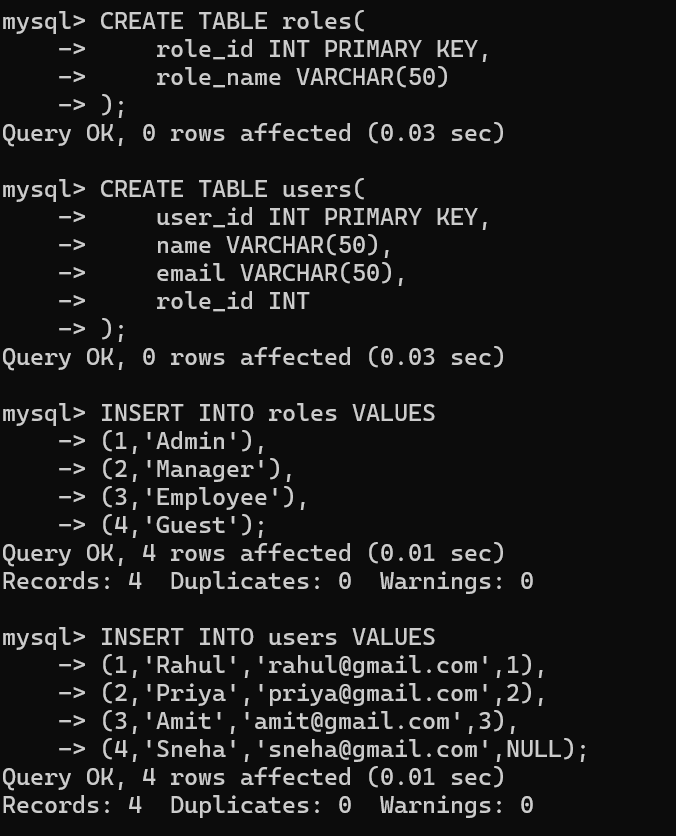 mysql> CREATE TABLE roles(
    ->     role_id INT PRIMARY KEY,
    ->     role_name VARCHAR(50)
    -> );
Query OK, 0 rows affected (0.03 sec)

mysql> CREATE TABLE users(
    ->     user_id INT PRIMARY KEY,
    ->     name VARCHAR(50),
    ->     email VARCHAR(50),
    ->     role_id INT
    -> );
Query OK, 0 rows affected (0.03 sec)

mysql> INSERT INTO roles VALUES
    -> (1,'Admin'),
    -> (2,'Manager'),
    -> (3,'Employee'),
    -> (4,'Guest');
Query OK, 4 rows affected (0.01 sec)
Records: 4  Duplicates: 0  Warnings: 0

mysql> INSERT INTO users VALUES
    -> (1,'Rahul','rahul@gmail.com',1),
    -> (2,'Priya','priya@gmail.com',2),
    -> (3,'Amit','amit@gmail.com',3),
    -> (4,'Sneha','sneha@gmail.com',NULL);
Query OK, 4 rows affected (0.01 sec)
Records: 4  Duplicates: 0  Warnings: 0